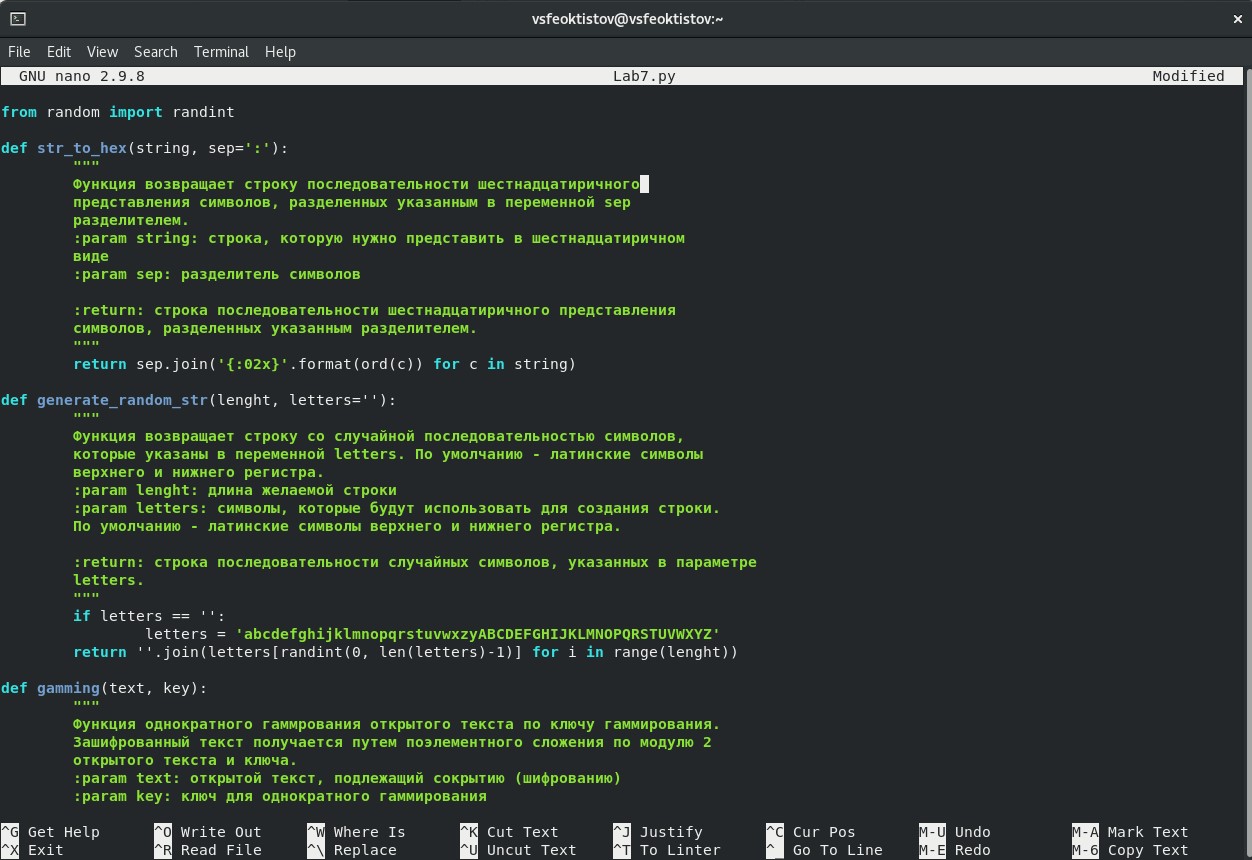 vsfeoktistov@vsfeoktistov:~ ×
File Edit View Search Terminal Help
GNU nano 2.9.8 Lab7.py Modified
from random import randint
def str_to_hex(string, sep=':'):
"""
Функция возвращает строку последовательности шестнадцатиричного
представления символов, разделенных указанным в переменной sep
разделителем.
:param string: строка, которую нужно представить в шестнадцатиричном
виде
:param sep: разделитель символов
:return: строка последовательности шестнадцатиричного представления
символов, разделенных указанным разделителем.
"""
return sep.join('{:02x}'.format(ord(c)) for c in string)
def generate_random_str(lenght, letters=''):
"""
Функция возвращает строку со случайной последовательностью символов,
которые указаны в переменной letters. По умолчанию - латинские символы
верхнего и нижнего регистра.
:param lenght: длина желаемой строки
:param letters: символы, которые будут использовать для создания строки.
По умолчанию - латинские символы верхнего и нижнего регистра.
:return: строка последовательности случайных символов, указанных в параметре
letters.
"""
if letters == '':
letters = 'abcdefghijklmnopqrstuvwxzyABCDEFGHIJKLMNOPQRSTUVWXYZ'
return ''.join(letters[randint(0, len(letters)-1)] for i in range(lenght))
def gamming(text, key):
"""
Функция однократного гаммрования открытого текста по ключу гаммирования.
Зашифрованный текст получается путем поэлементного сложения по модулю 2
открытого текста и ключа.
:param text: открытой текст, подлежащий сокрытию (шифрованию)
:param key: ключ для однократного гаммирования
^G Get Help ^O Write Out ^W Where Is ^K Cut Text ^J Justify ^C Cur Pos M-U Undo M-A Mark Text
^X Exit ^R Read File ^\ Replace ^U Uncut Text ^T To Linter ^_ Go To Line M-E Redo M-6 Copy Text